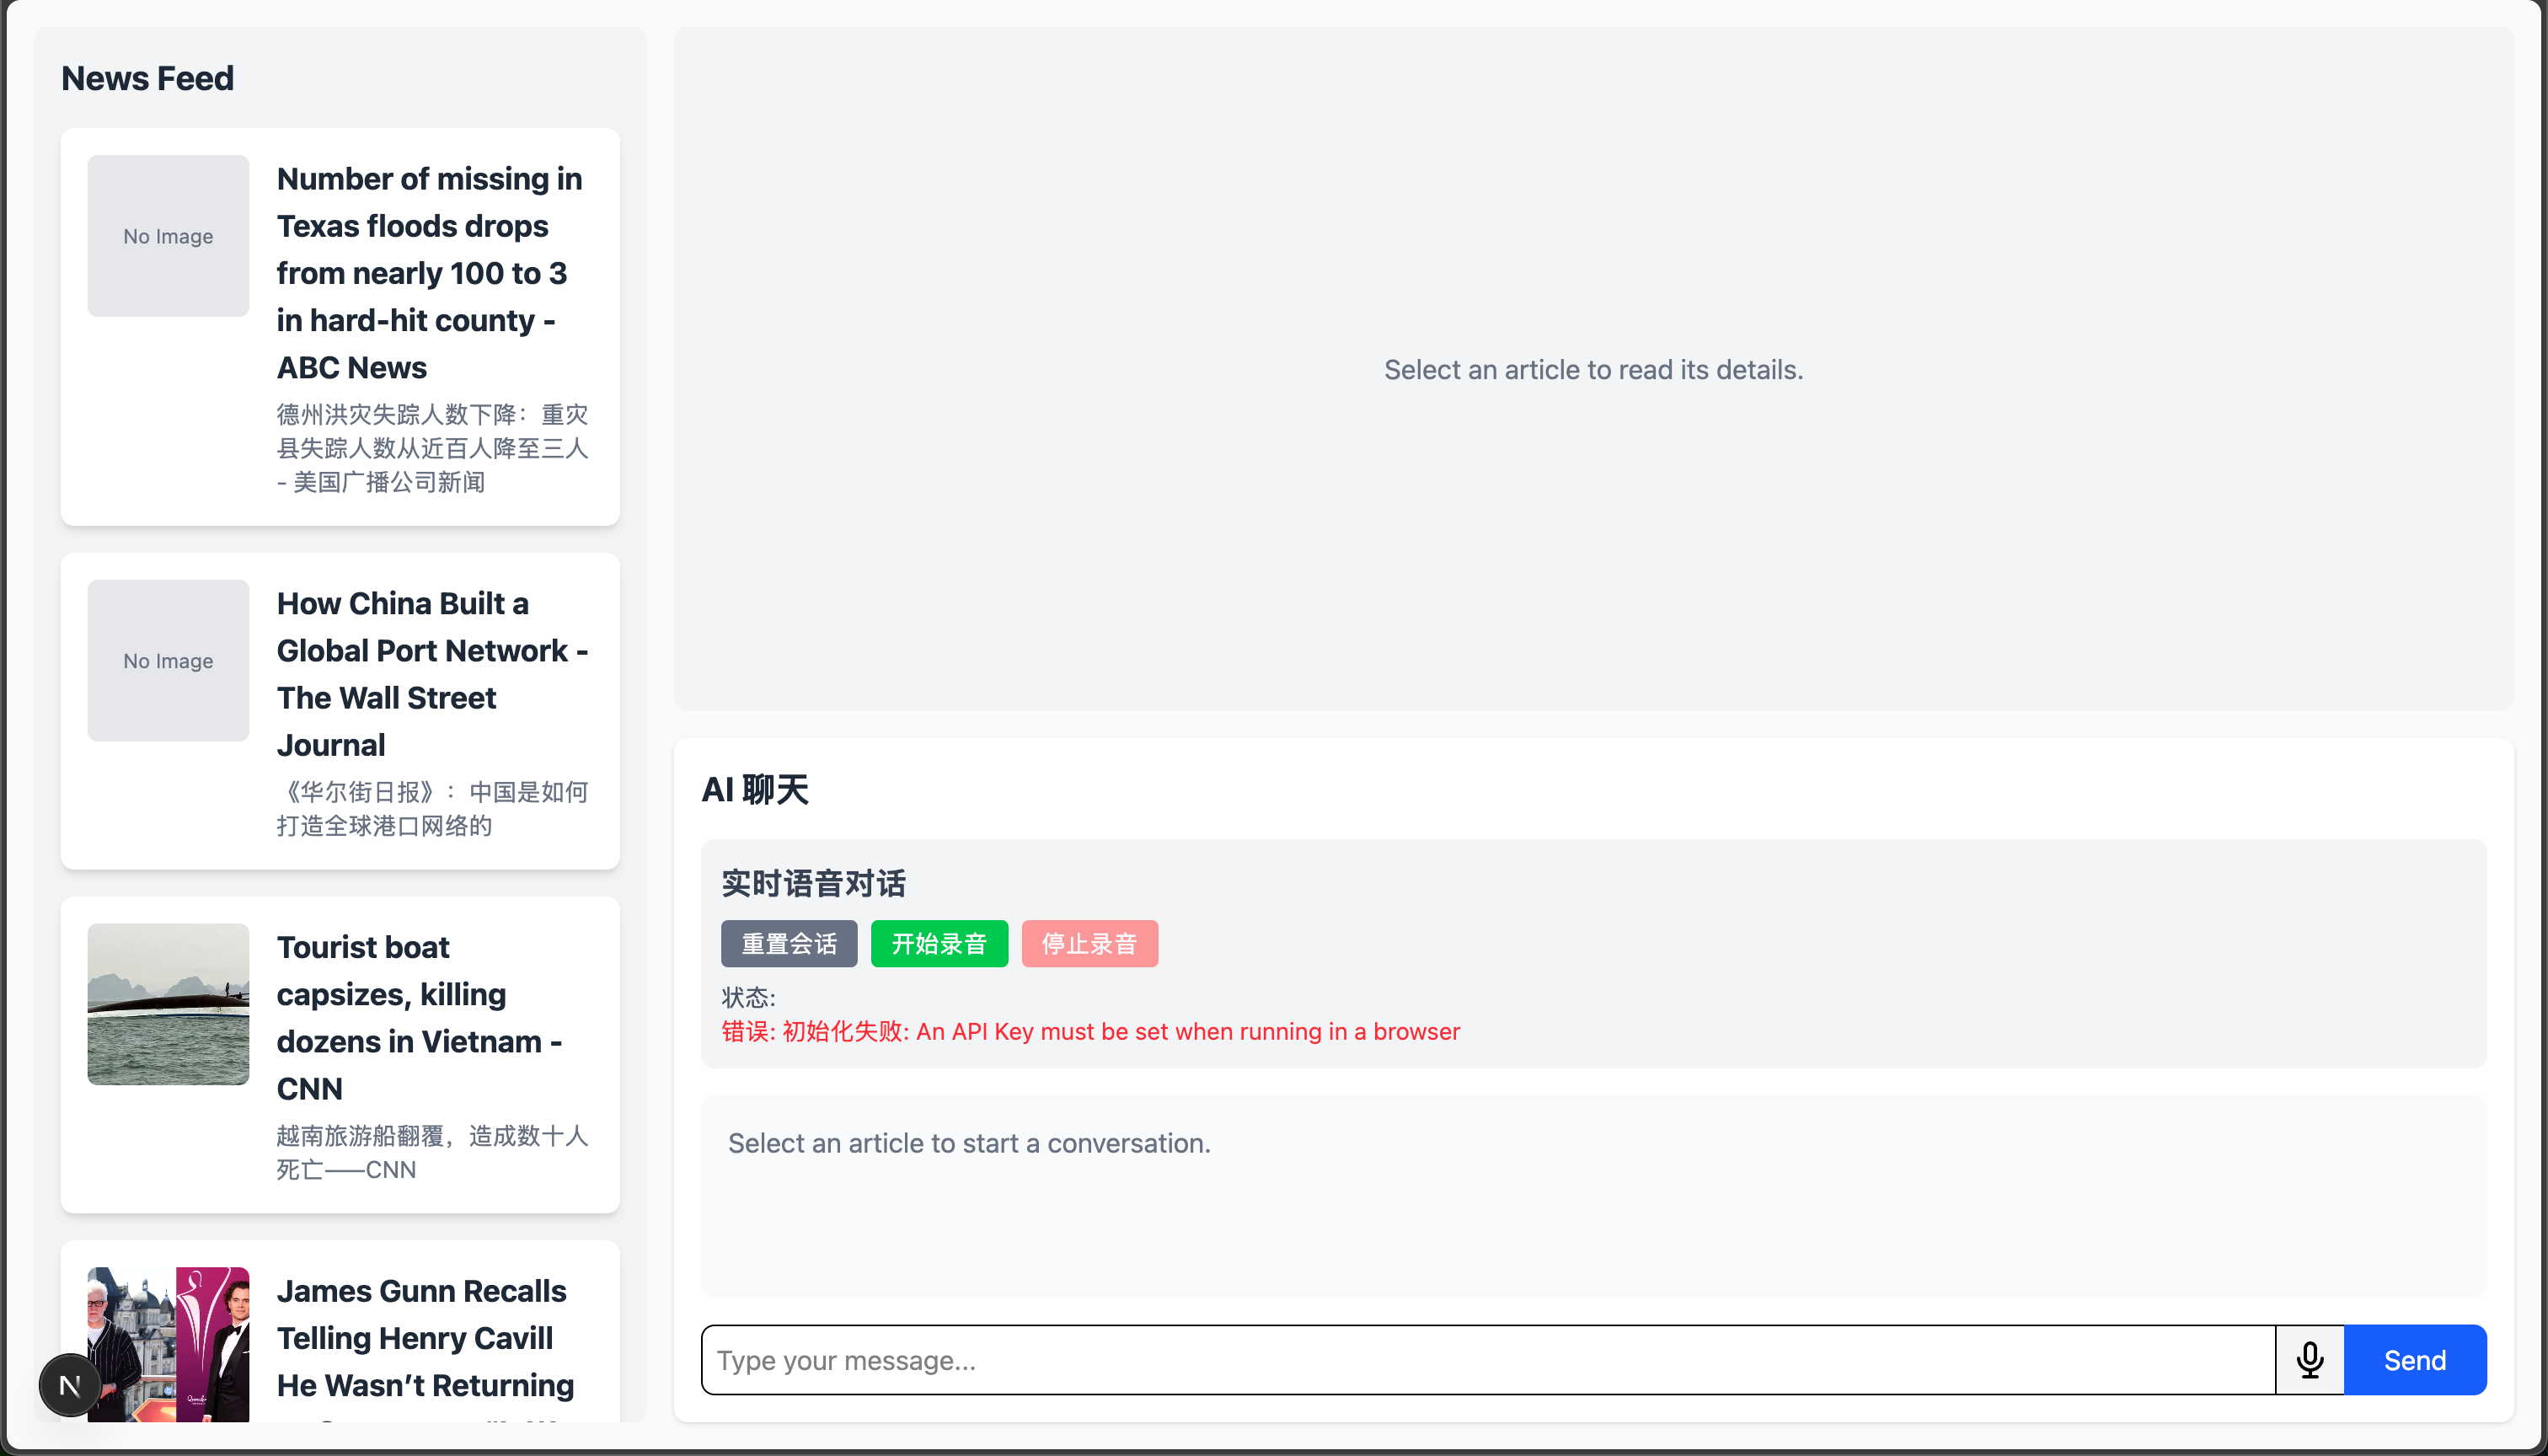 News Feed
No Image
Number of missing in
Texas floods drops
from nearly 100 to 3
in hard-hit county -
ABC News
德州洪灾失踪人数下降：重灾
县失踪人数从近百人降至三人
- 美国广播公司新闻
No Image
How China Built a
Global Port Network -
The Wall Street
Journal
《华尔街日报》：中国是如何
打造全球港口网络的
Tourist boat
capsizes, killing
dozens in Vietnam -
CNN
越南旅游船翻覆，造成数十人
死亡——CNN
James Gunn Recalls
Telling Henry Cavill
He Wasn’t Returning
N
Select an article to read its details.
AI 聊天
实时语音对话
重置会话 开始录音 停止录音
状态:
错误: 初始化失败: An API Key must be set when running in a browser
Select an article to start a conversation.
Type your message...
Send